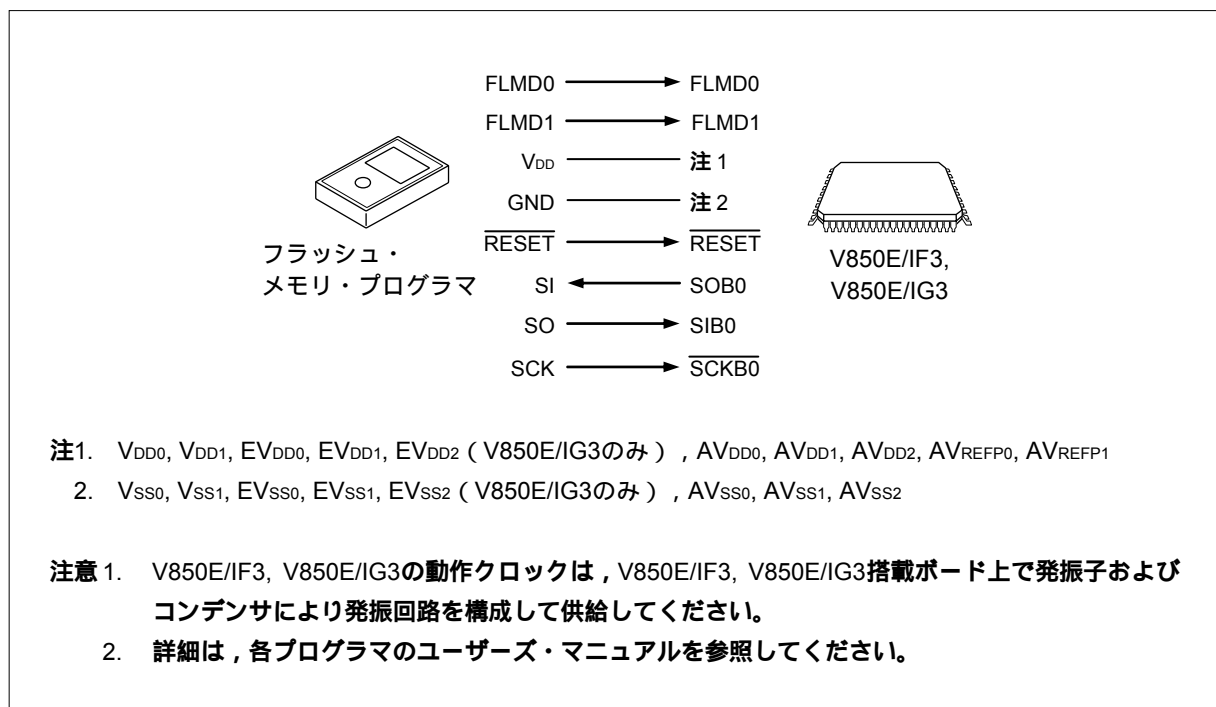 FLMD0 FLMD0
FLMD1 FLMD1
VDD 注1
GND 注2
RESET RESET
SI SOB0
SO SIB0
SCK SCKB0
フラッシュ・
メモリ・プログラマ
V850E/IF3,
V850E/IG3
注1. VDD0, VDD1, EVDD0, EVDD1, EVDD2（V850E/IG3のみ）, AVDD0, AVDD1, AVDD2, AVREFP0, AVREFP1
2. VSS0, VSS1, EVSS0, EVSS1, EVSS2（V850E/IG3のみ）, AVSS0, AVSS1, AVSS2
注意1. V850E/IF3, V850E/IG3の動作クロックは，V850E/IF3, V850E/IG3搭載ボード上で発振子および
コンデンサにより発振回路を構成して供給してください。
2. 詳細は，各プログラマのユーザーズ・マニュアルを参照してください。